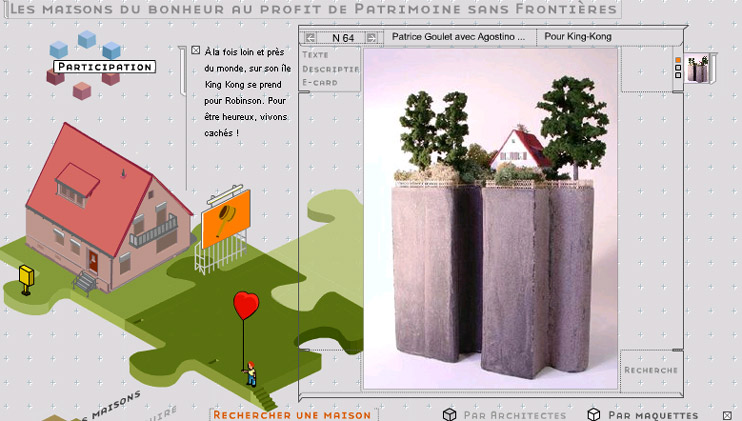 Les maisons du bonheur au profit de Patrimoine sans Frontières
Participation
À la fois loin et près
du monde, sur son île
King Kong se prend
pour Robinson. Pour
être heureux, vivons
cachés !
N 64
Patrice Goulet avec Agostino ...
Pour King-Kong
Texte
Descriptif
E-card
Recherche
Maisons
Rechercher une maison
Par Architectes
Par maquettes